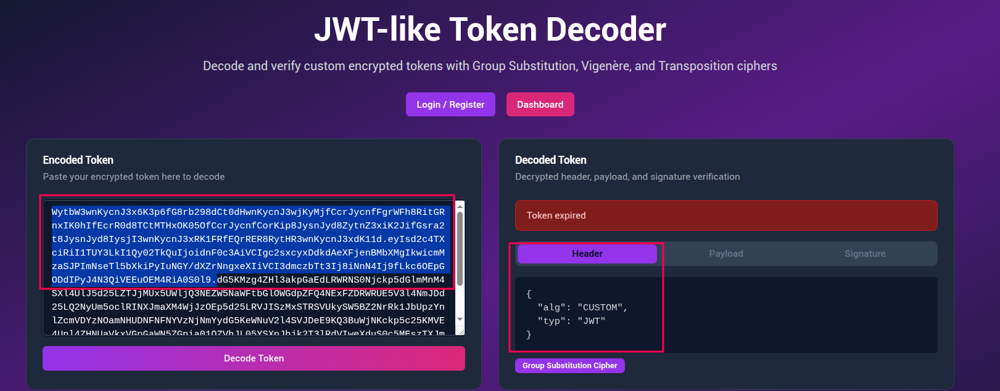 JWT-like Token Decoder
Decode and verify custom encrypted tokens with Group Substitution, Vigenère, and Transposition ciphers
Login / Register
Dashboard
Encoded Token
Paste your encrypted token here to decode
WytbW3wnKycnJ3x6K3p6fG8rb298dCt0dHwnKycnJ3wjKyMjfCcrJycnfFgrWFh8RitGR
nxIK0hIfEcrR0d8TCtMTHxOK05OfCcrJycnfCorKip8JysnJyd8ZytnZ3xiK2JifGsra2
t8JysnJyd8IysjI3wnKycnJ3xRK1FRfEQrRER8RytHR3wnKycnJ3xdK11d.eyIsd2c4TX
ciRiI1TUY3LkI1Qy02TkQuIjoidnF0c3AiVCIgc2sxcyxDdkdAeXFjenBMbXMgIkwicmM
zaSJPImNseTl5bXkiPyIuNGY/dXZrNngxeXIiVCI3dmczbTt3Ij8iNnN4Ij9fLkc6OEpG
ODdIPyJ4N3QiVEEuOEM4RiA0S0l9.dG5KMzg4ZHl3akpGaEdLRWRNS0Njckp5dGlmMnM4
SXl4UlJ5d25LZTJjMUx5UWljQ3NEZW5NaWFtbGlOWGdpZFQ4NExFZDRWRUE5V3l4NmJDd
25LQ2NyUm5oclRINXJmaXM4WjJzOEp5d25LRVJISzMxSTRSVUkySW5BZ2NrRk1JbUpzYn
lZcmVDYzNOamNHUDNFNFNYVzNjNmYydG5KeWNuV2l4SVJDeE9KQ3BuWjNKckp5c25KMVE
Decode Token
Decoded Token
Decrypted header, payload, and signature verification
Token expired
Header
Payload
Signature
{
"alg": "CUSTOM",
"typ": "JWT"
}
Group Substitution Cipher